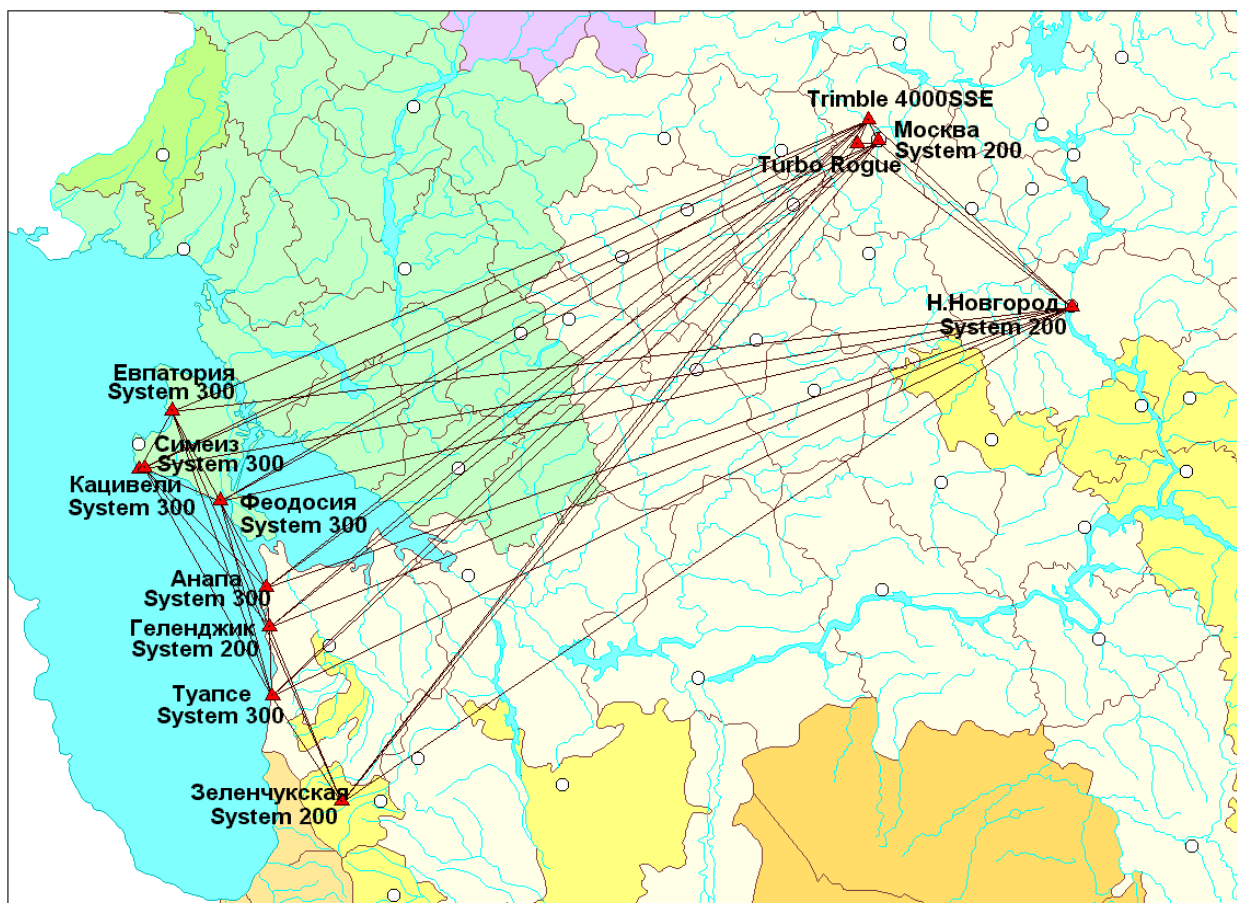 Trimble 4000SSE
Москва
System 200
Turbo Rogue
Н.Новгород
System 200
Евпатория
System 300
Симеиз
System 300
Кацивели
System 300
Феодосия
System 300
Анапа
System 300
Геленджик
System 200
Туапсе
System 300
Зеленчукская
System 200